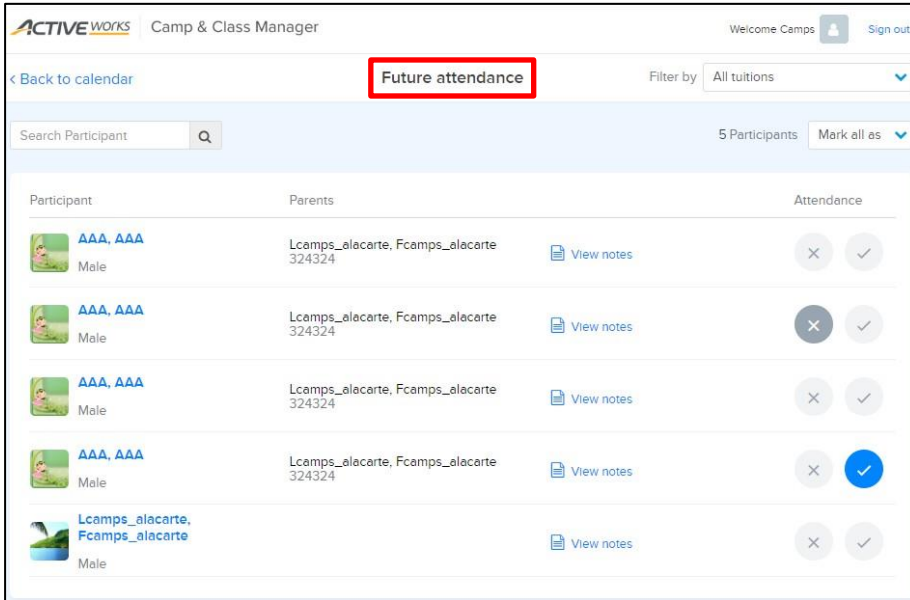 ACTIVE WORKS Camp & Class Manager Welcome Camps Sign out
< Back to calendar Future attendance Filter by All tuitions
Search Participant 5 Participants Mark all as
Participant Parents Attendance
AAA, AAA
Male
Lcamps_alacarte, Fcamps_alacarte
324324
View notes
AAA, AAA
Male
Lcamps_alacarte, Fcamps_alacarte
324324
View notes
AAA, AAA
Male
Lcamps_alacarte, Fcamps_alacarte
324324
View notes
AAA, AAA
Male
Lcamps_alacarte, Fcamps_alacarte
324324
View notes
Lcamps_alacarte,
Fcamps_alacarte
Male
View notes